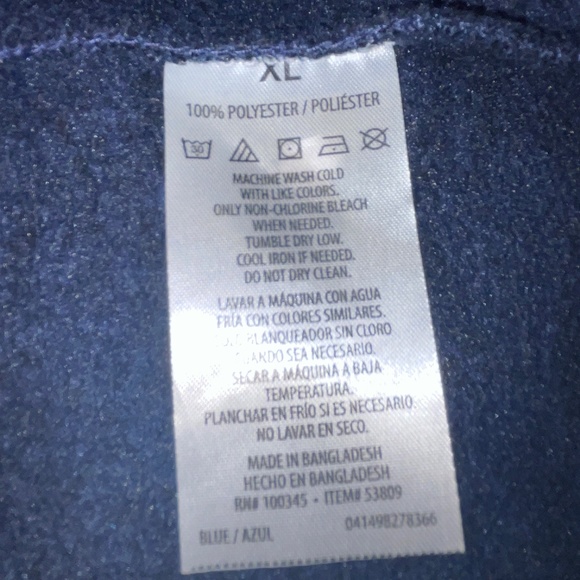 XL
100% POLYESTER / POLIÉSTER
30
MACHINE WASH COLD
WITH LIKE COLORS.
ONLY NON-CHLORINE BLEACH
WHEN NEEDED.
TUMBLE DRY LOW.
COOL IRON IF NEEDED.
DO NOT DRY CLEAN.
LAVAR A MÁQUINA CON AGUA
FRÍA CON COLORES SIMILARES.
BLANQUEADOR SIN CLORO
SEA NECESARIO.
SECAR A MÁQUINA A BAJA
TEMPERATURA.
PLANCHAR EN FRÍO SI ES NECESARIO.
NO LAVAR EN SECO.
MADE IN BANGLADESH
HECHO EN BANGLADESH
RN# 100345 • ITEM# 53809
BLUE / AZUL 041498278366